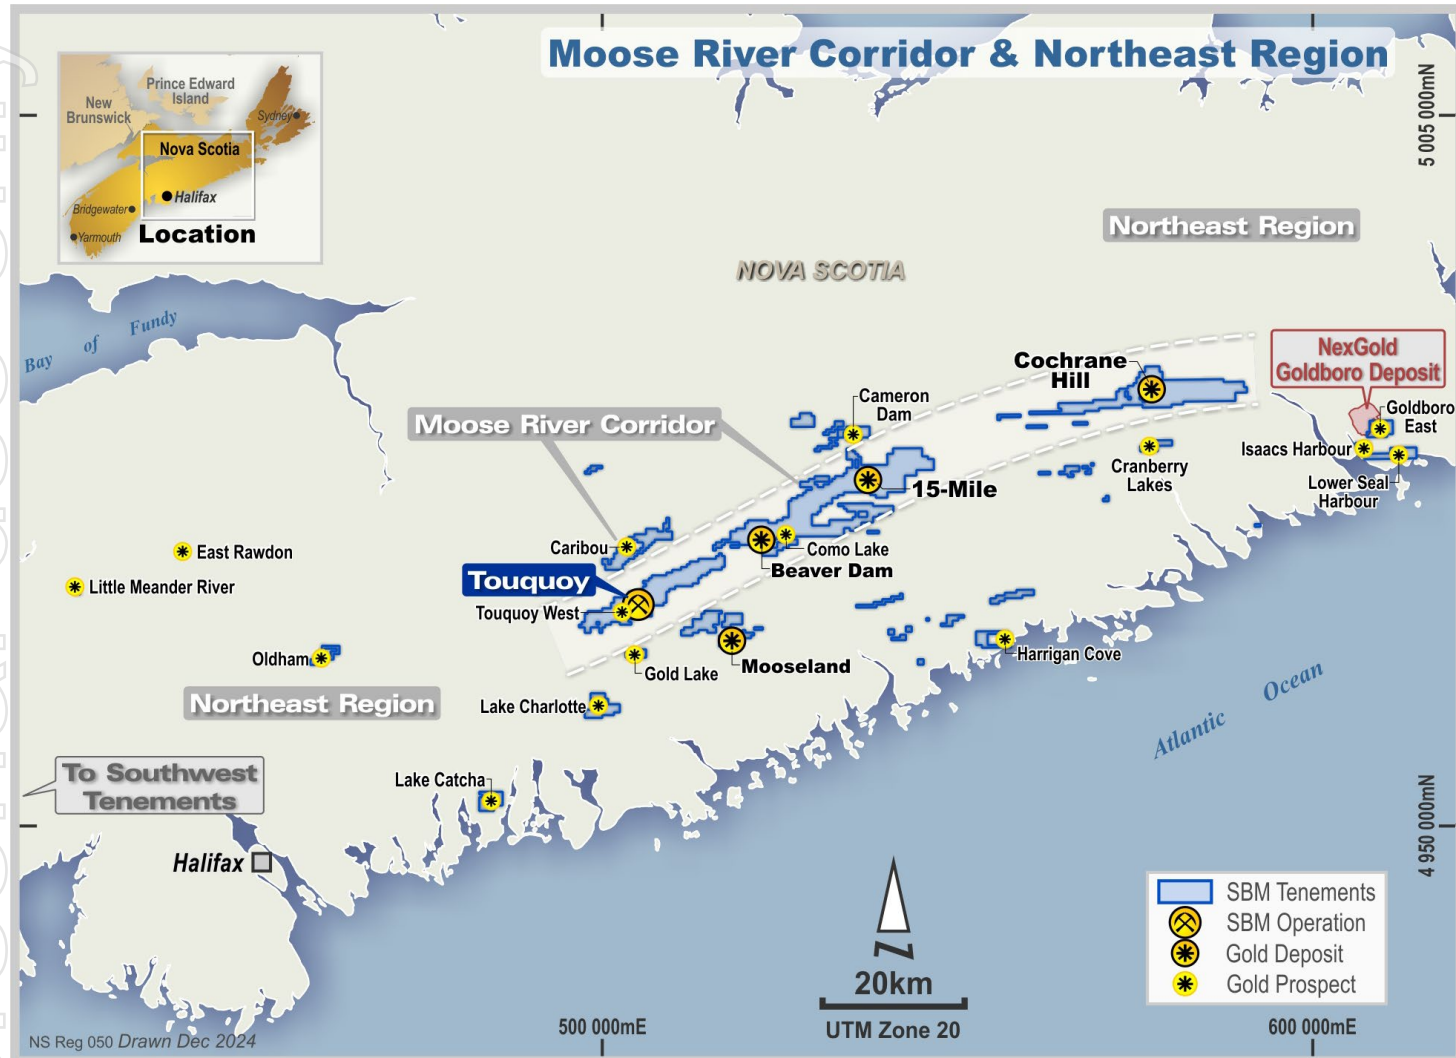 Moose River Corridor & Northeast Region
Prince Edward
Island
New
Brunswick
Sydney
Nova Scotia
Halifax
Bridgewater
Yarmouth
Location
5 005 000mN
Northeast Region
NOVA SCOTIA
Bay of Fundy
NexGold
Goldboro Deposit
Cochrane
Hill
Cameron
Dam
Goldboro
East
Moose River Corridor
Isaacs Harbour
Cranberry
Lakes
Lower Seal
Harbour
15-Mile
Caribou
Como Lake
East Rawdon
Beaver Dam
Touquoy
Little Meander River
Touquoy West
Oldham
Harrigan Cove
Mooseland
Gold Lake
Northeast Region
Lake Charlotte
Atlantic Ocean
To Southwest
Tenements
Lake Catcha
4 950 000mN
Halifax
SBM Tenements
SBM Operation
Gold Deposit
Gold Prospect
N
20km
UTM Zone 20
500 000mE
600 000mE
NS Reg 050 Drawn Dec 2024